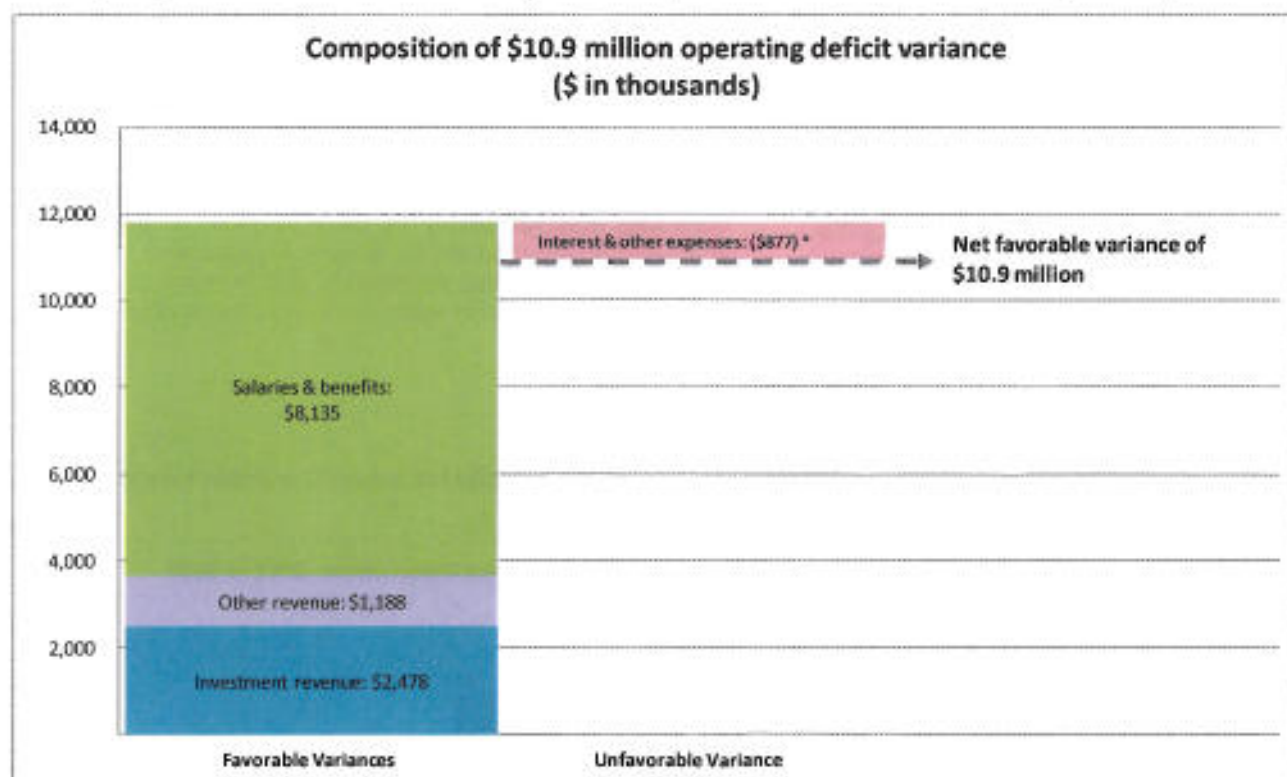 Composition of $10.9 million operating deficit variance
($ in thousands)
14,000
12,000
10,000
8,000
6,000
4,000
2,000
Interest & other expenses: ($877) *
Net favorable variance of
$10.9 million
Salaries & benefits:
$8,135
Other revenue: $1,188
Investment revenue: $2,478
Favorable Variances
Unfavorable Variance